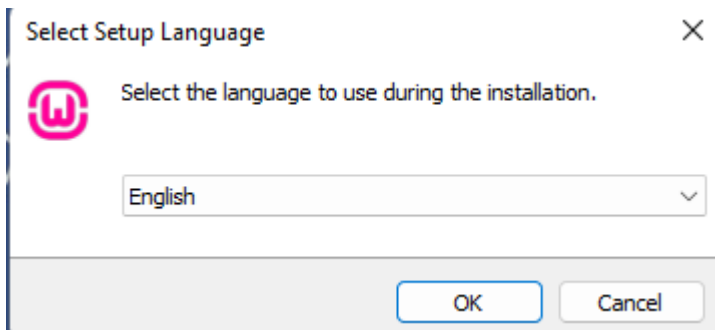 Select Setup Language
Select the language to use during the installation.
English
OK Cancel